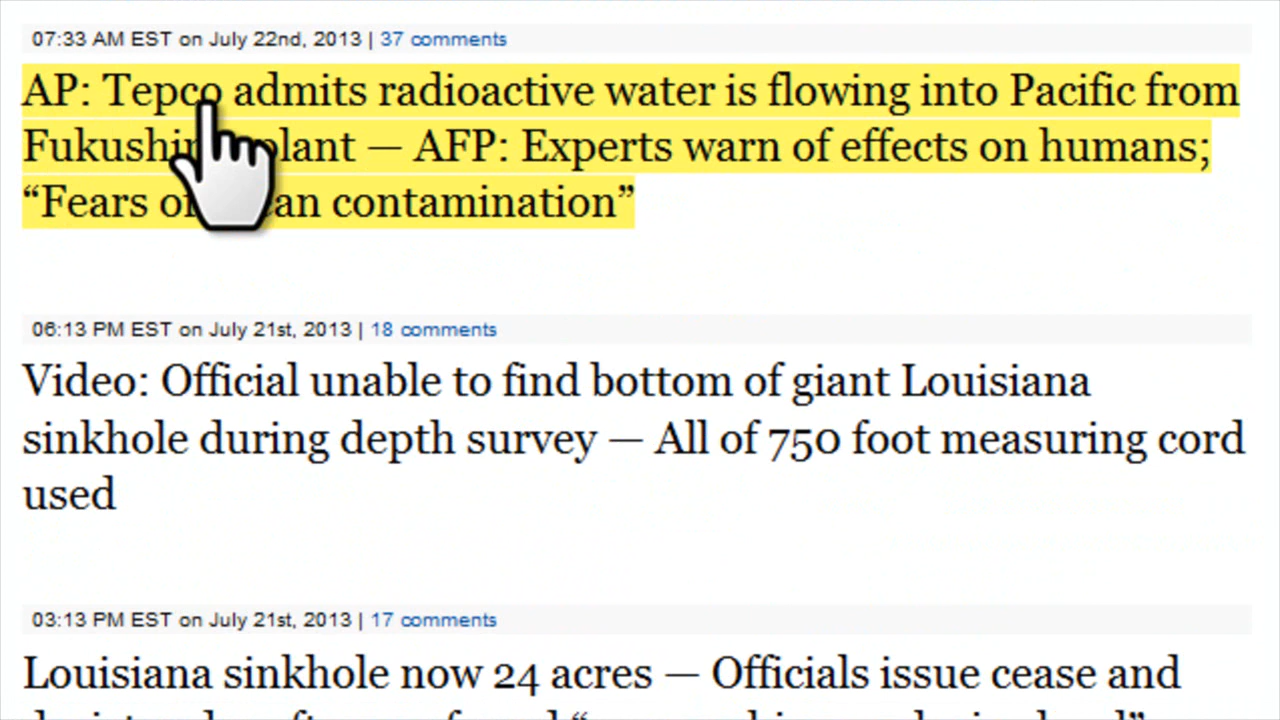 07:33 AM EST on July 22nd, 2013 | 37 comments
AP: Tepco admits radioactive water is flowing into Pacific from
Fukushi plant — AFP: Experts warn of effects on humans;
“Fears of an contamination”
06:13 PM EST on July 21st, 2013 | 18 comments
Video: Official unable to find bottom of giant Louisiana
sinkhole during depth survey — All of 750 foot measuring cord
used
03:13 PM EST on July 21st, 2013 | 17 comments
Louisiana sinkhole now 24 acres — Officials issue cease and